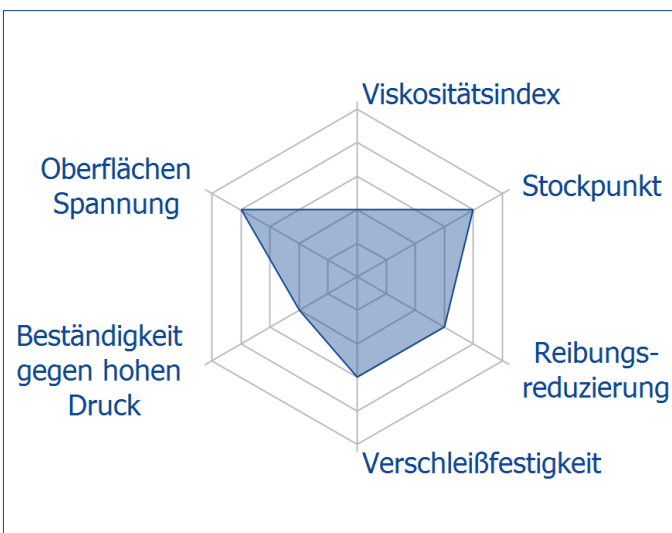 Viskositätsindex
Oberflächen
Spannung
Stockpunkt
Beständigkeit
gegen hohen
Druck
Reibungs-
reduzierung
Verschleißfestigkeit